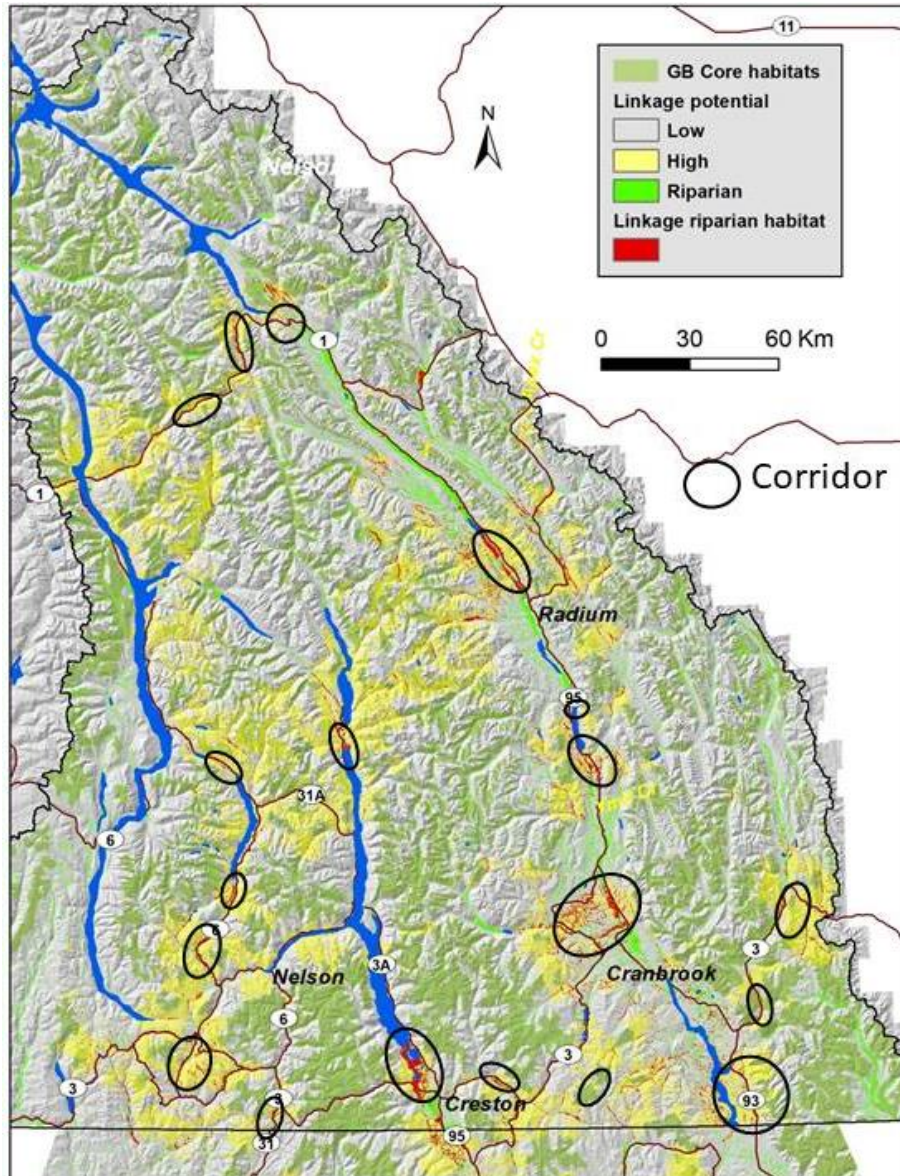 11
GB Core habitats
Linkage potential
Low
High
Riparian
Linkage riparian habitat
N
0 30 60 Km
1
Corridor
1
Radium
95
31A
6
6
Nelson
3A
Cranbrook
3
6
3
3
3
93
Creston
31
95